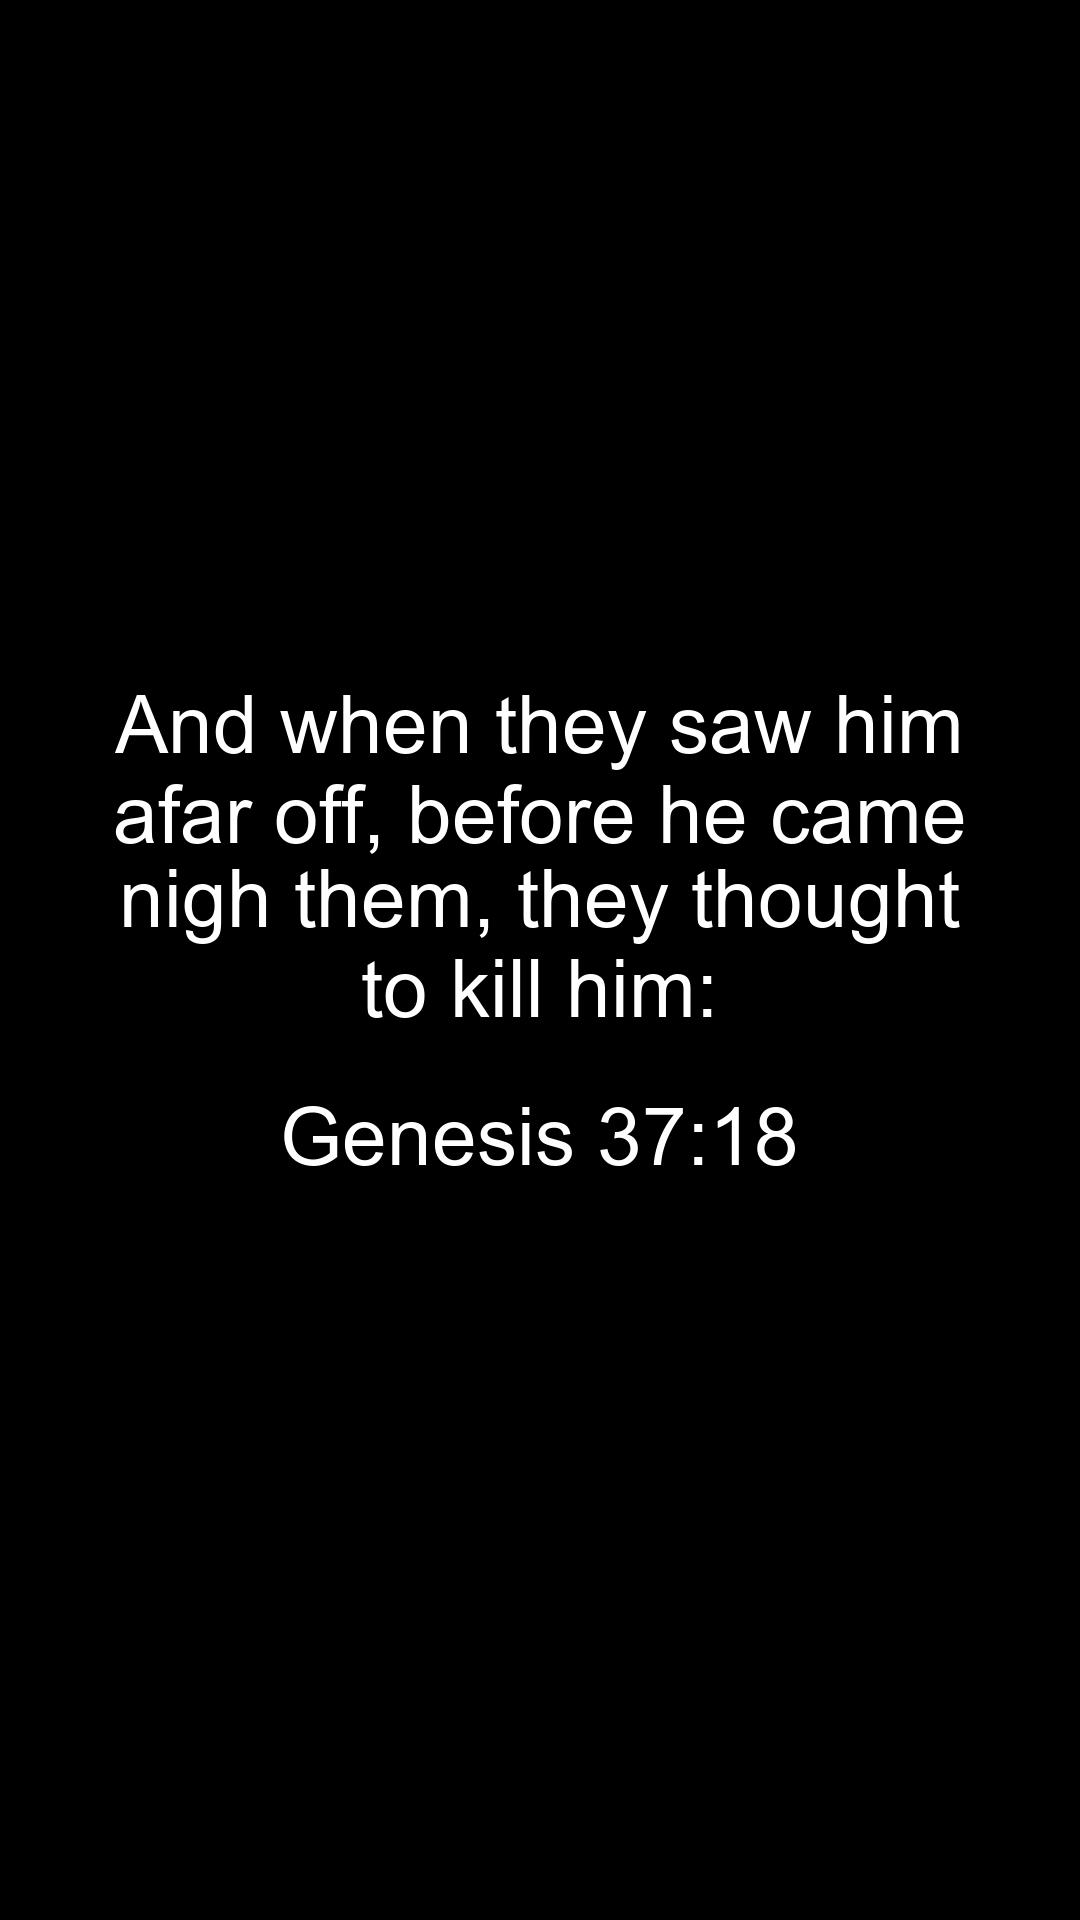 And when they saw him
afar off, before he came
nigh them, they thought
to kill him:
Genesis 37:18